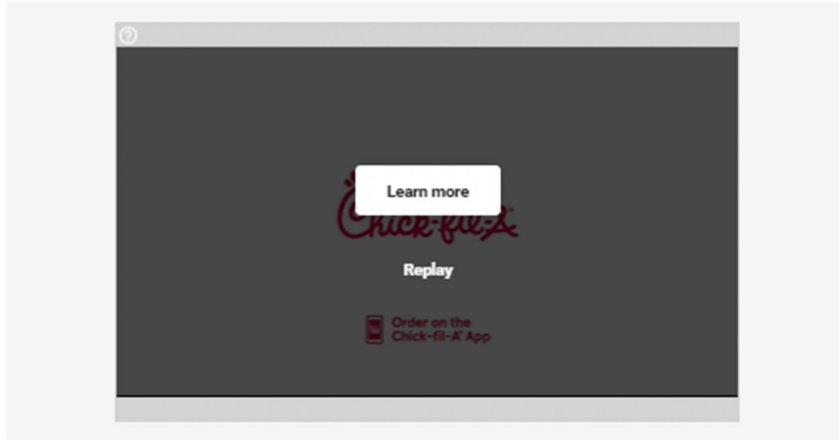 Learn more
Chick-fil-A
Replay
Order on the
Chick-fil-A® App